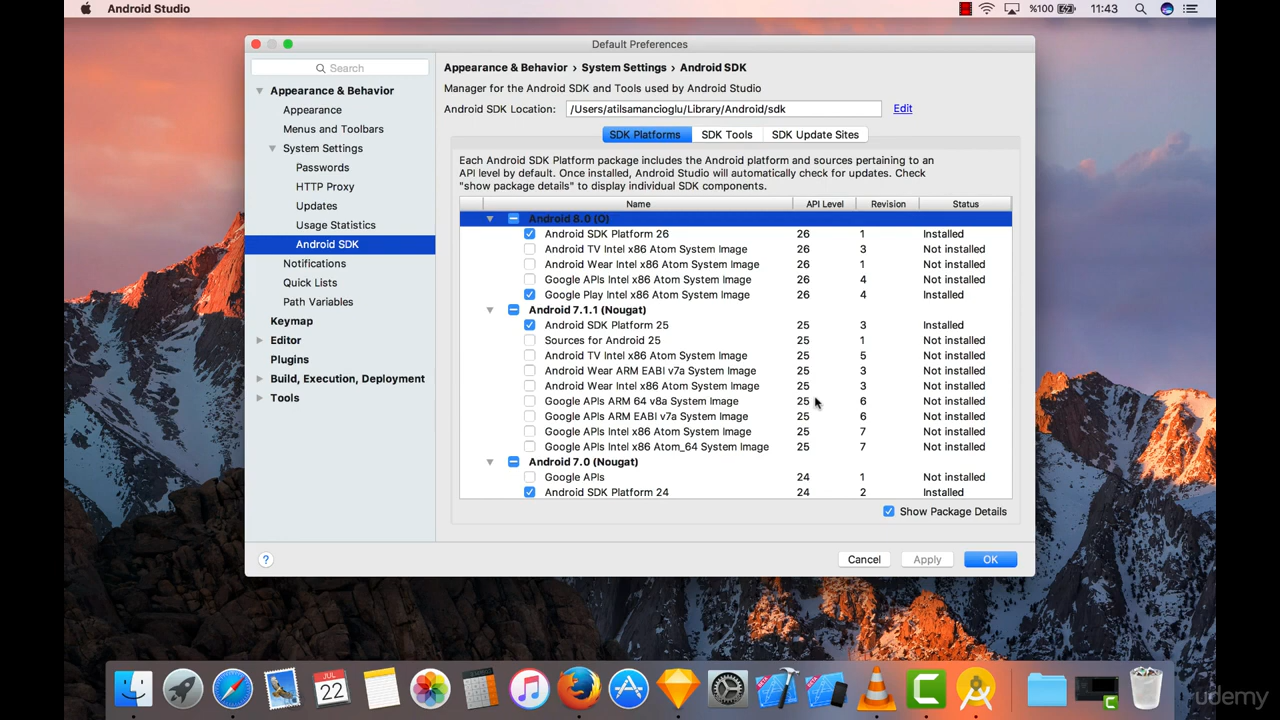 Android Studio
%100
11:43
Default Preferences
Search
Appearance & Behavior
Appearance
Menus and Toolbars
System Settings
Passwords
HTTP Proxy
Updates
Usage Statistics
Android SDK
Notifications
Quick Lists
Path Variables
Keymap
Editor
Plugins
Build, Execution, Deployment
Tools
Appearance & Behavior › System Settings › Android SDK
Manager for the Android SDK and Tools used by Android Studio
Android SDK Location: /Users/atilsamancioglu/Library/Android/sdk Edit
SDK Platforms SDK Tools SDK Update Sites
Each Android SDK Platform package includes the Android platform and sources pertaining to an
API level by default. Once installed, Android Studio will automatically check for updates. Check
"show package details" to display individual SDK components.
Name API Level Revision Status
Android 8.0 (O)
Android SDK Platform 26 26 1 Installed
Android TV Intel x86 Atom System Image 26 3 Not installed
Android Wear Intel x86 Atom System Image 26 1 Not installed
Google APIs Intel x86 Atom System Image 26 4 Not installed
Google Play Intel x86 Atom System Image 26 4 Installed
Android 7.1.1 (Nougat)
Android SDK Platform 25 25 3 Installed
Sources for Android 25 25 1 Not installed
Android TV Intel x86 Atom System Image 25 5 Not installed
Android Wear ARM EABI v7a System Image 25 3 Not installed
Android Wear Intel x86 Atom System Image 25 3 Not installed
Google APIs ARM 64 v8a System Image 25 6 Not installed
Google APIs ARM EABI v7a System Image 25 6 Not installed
Google APIs Intel x86 Atom System Image 25 7 Not installed
Google APIs Intel x86 Atom_64 System Image 25 7 Not installed
Android 7.0 (Nougat)
Google APIs 24 1 Not installed
Android SDK Platform 24 24 2 Installed
Show Package Details
?
Cancel
Apply
OK
JUL
22
udemy